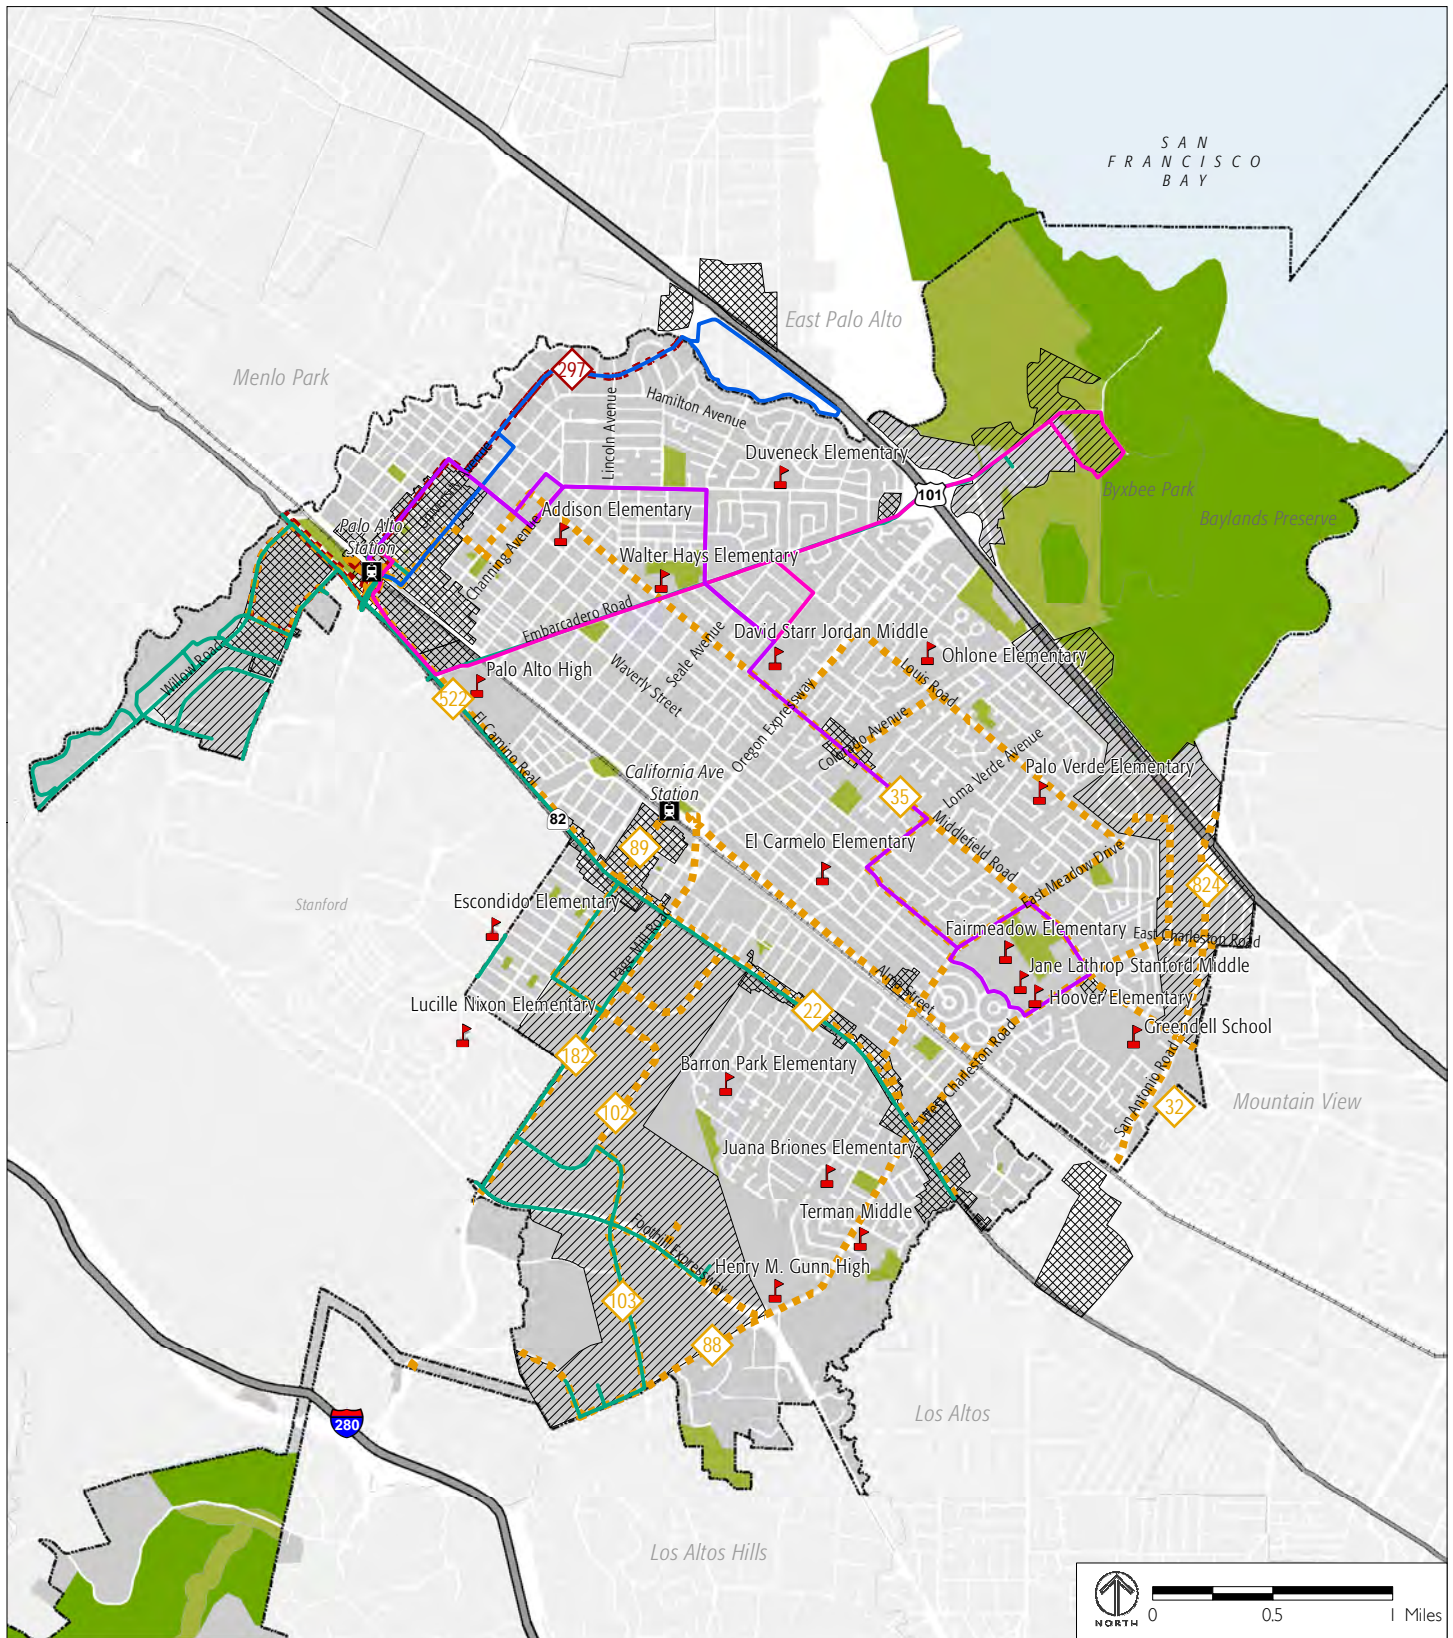 SAN
FRANCISCO
BAY
East Palo Alto
Menlo Park
297
Lincoln Avenue
Hamilton Avenue
Duveneck Elementary
101
Byxbee Park
Baylands Preserve
Palo Alto
Station
Addison Elementary
Channing Avenue
Walter Hays Elementary
Embarcadero Road
David Starr Jordan Middle
Ohlone Elementary
Seale Avenue
Waverly Street
Louis Road
Willow Road
Palo Alto High
522
El Camino Real
Oregon Expressway
Colorado Avenue
Loma Verde Avenue
Palo Verde Elementary
California Ave
Station
35
82
89
El Carmelo Elementary
Middlefield Road
East Meadow Drive
824
Stanford
Escondido Elementary
Page Mill Road
Fairmeadow Elementary
East Charleston Road
Jane Lathrop Stanford Middle
Alma Street
Hoover Elementary
Lucille Nixon Elementary
22
Greendell School
182
Barron Park Elementary
West Charleston Road
San Antonio Road
32
Mountain View
102
Juana Briones Elementary
Terman Middle
Foothill Expressway
Henry M. Gunn High
103
88
280
Los Altos
Los Altos Hills
NORTH
0 0.5 1 Miles